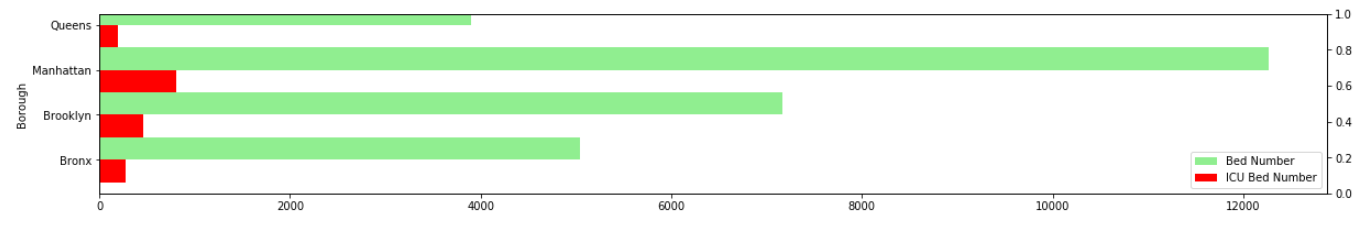 Queens
Manhattan
Brooklyn
Bronx
Borough
1.0
0.8
0.6
0.4
0.2
0.0
Bed Number
ICU Bed Number
0 2000 4000 6000 8000 10000 12000